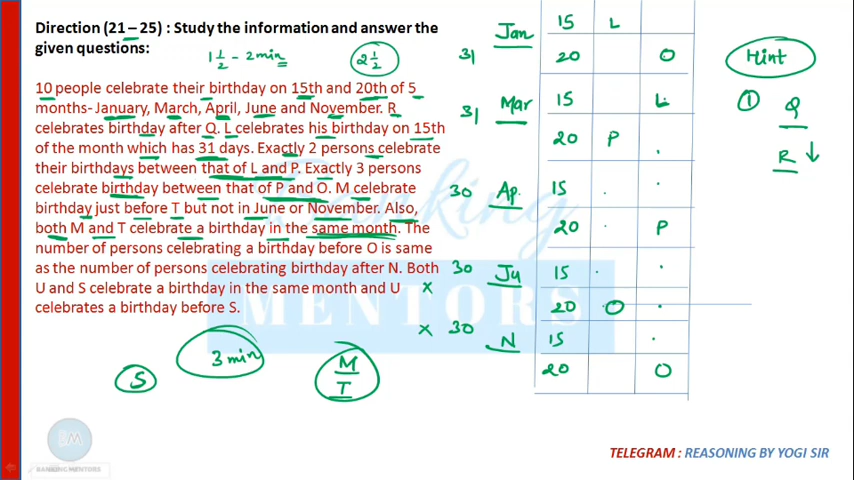 Direction (21 – 25) : Study the information and answer the
given questions:
1 1/2 - 2 min
2 1/2
10 people celebrate their birthday on 15th and 20th of 5
months- January, March, April, June and November. R
celebrates birthday after Q. L celebrates his birthday on 15th
of the month which has 31 days. Exactly 2 persons celebrate
their birthdays between that of L and P. Exactly 3 persons
celebrate birthday between that of P and O. M celebrate
birthday just before T but not in June or November. Also,
both M and T celebrate a birthday in the same month. The
number of persons celebrating a birthday before O is same
as the number of persons celebrating birthday after N. Both
U and S celebrate a birthday in the same month and U
celebrates a birthday before S.
S
3 min
M
T
31 Jan 15 L
20 O
31 Mar 15 L
20 P
30 Ap 15
20 P
x 30 Ju 15
20 O
x 30 N 15
20 O
Hint
1 Q
R ↓
Banking
MENTORS
BM
BANKING MENTORS
TELEGRAM : REASONING BY YOGI SIR